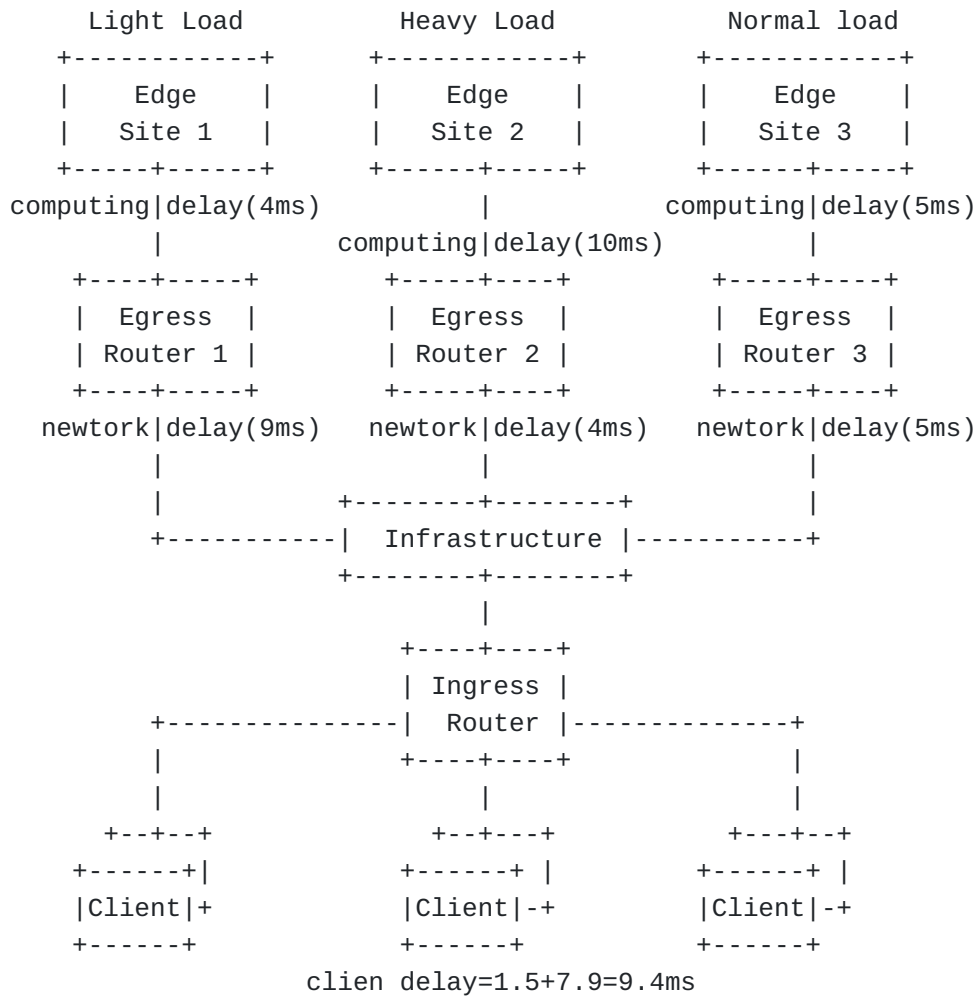 Light Load          Heavy Load           Normal load
+------------+      +------------+       +------------+
|    Edge    |      |    Edge    |       |    Edge    |
|   Site 1   |      |   Site 2   |       |   Site 3   |
+-----+------+      +------+-----+       +------+-----+
computing|delay(4ms)          |           computing|delay(5ms)
|           computing|delay(10ms)         |
+----+-----+        +-----+----+         +-----+----+
|  Egress  |        |  Egress  |         |  Egress  |
| Router 1 |        | Router 2 |         | Router 3 |
+----+-----+        +-----+----+         +-----+----+
newtork|delay(9ms)   newtork|delay(4ms)   newtork|delay(5ms)
|                    |                    |
|           +--------+--------+           |
+-----------|  Infrastructure |-----------+
+--------+--------+
|
+----+----+
| Ingress |
+---------------|  Router |--------------+
|               +----+----+              |
|                    |                   |
+--+--+              +--+---+           +---+--+
+------+|            +------+ |         +------+ |
|Client|+            |Client|-+         |Client|-+
+------+             +------+           +------+
clien delay=1.5+7.9=9.4ms